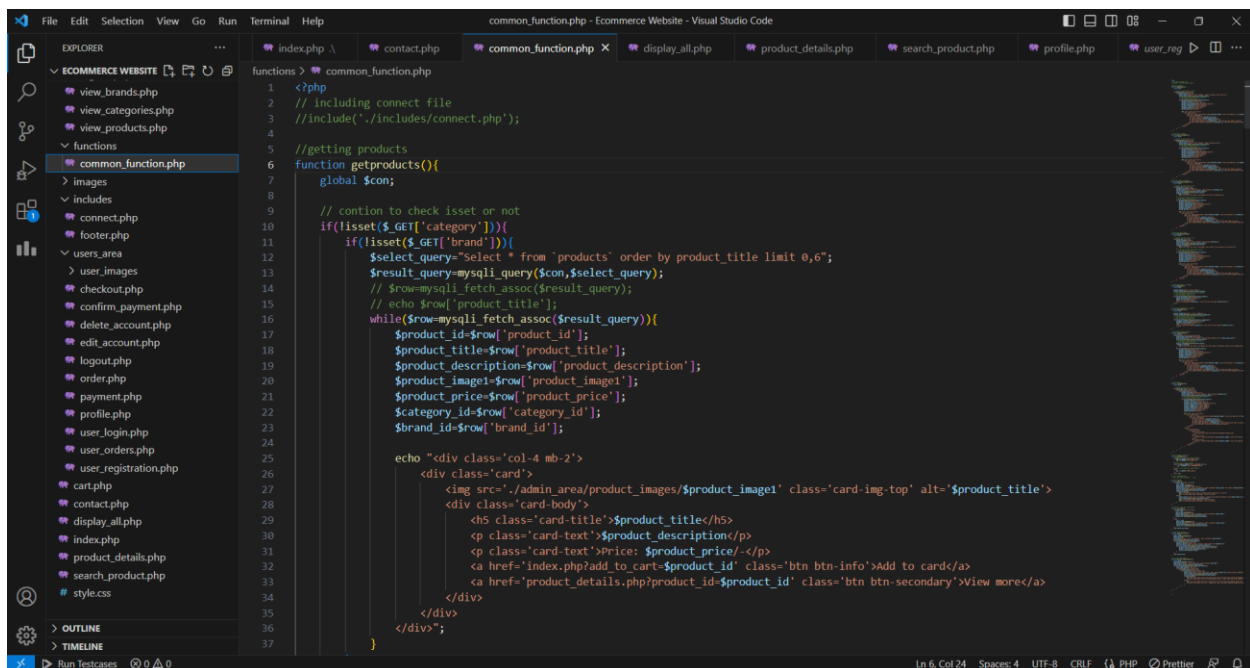 File Edit Selection View Go Run Terminal Help
common_function.php - Ecommerce Website - Visual Studio Code
EXPLORER
index.php .\
contact.php
common_function.php
display_all.php
product_details.php
search_product.php
profile.php
user_reg
ECOMMERCE WEBSITE
view_brands.php
view_categories.php
view_products.php
functions
common_function.php
images
includes
connect.php
footer.php
users_area
user_images
checkout.php
confirm_payment.php
delete_account.php
edit_account.php
logout.php
order.php
payment.php
profile.php
user_login.php
user_orders.php
user_registration.php
cart.php
contact.php
display_all.php
index.php
product_details.php
search_product.php
# style.css
OUTLINE
TIMELINE
functions > common_function.php
1 <?php
2 // including connect file
3 //include('./includes/connect.php');
4
5 //getting products
6 function getproducts(){
7 global $con;
8
9 // contion to check isset or not
10 if(!isset($_GET['category'])){
11 if(!isset($_GET['brand'])){
12 $select_query="Select * from `products` order by product_title limit 0,6";
13 $result_query=mysqli_query($con,$select_query);
14 // $row=mysqli_fetch_assoc($result_query);
15 // echo $row['product_title'];
16 while($row=mysqli_fetch_assoc($result_query)){
17 $product_id=$row['product_id'];
18 $product_title=$row['product_title'];
19 $product_description=$row['product_description'];
20 $product_image1=$row['product_image1'];
21 $product_price=$row['product_price'];
22 $category_id=$row['category_id'];
23 $brand_id=$row['brand_id'];
24
25 echo "<div class='col-4 mb-2'>
26 <div class='card'>
27 <img src='./admin_area/product_images/$product_image1' class='card-img-top' alt='$product_title'>
28 <div class='card-body'>
29 <h5 class='card-title'>$product_title</h5>
30 <p class='card-text'>$product_description</p>
31 <p class='card-text'>Price: $product_price/-</p>
32 <a href='index.php?add_to_cart=$product_id' class='btn btn-info'>Add to card</a>
33 <a href='product_details.php?product_id=$product_id' class='btn btn-secondary'>View more</a>
34 </div>
35 </div>
36 </div>";
37 }
1
Run Testcases 0 0
Ln 6, Col 24 Spaces: 4 UTF-8 CRLF PHP Prettier